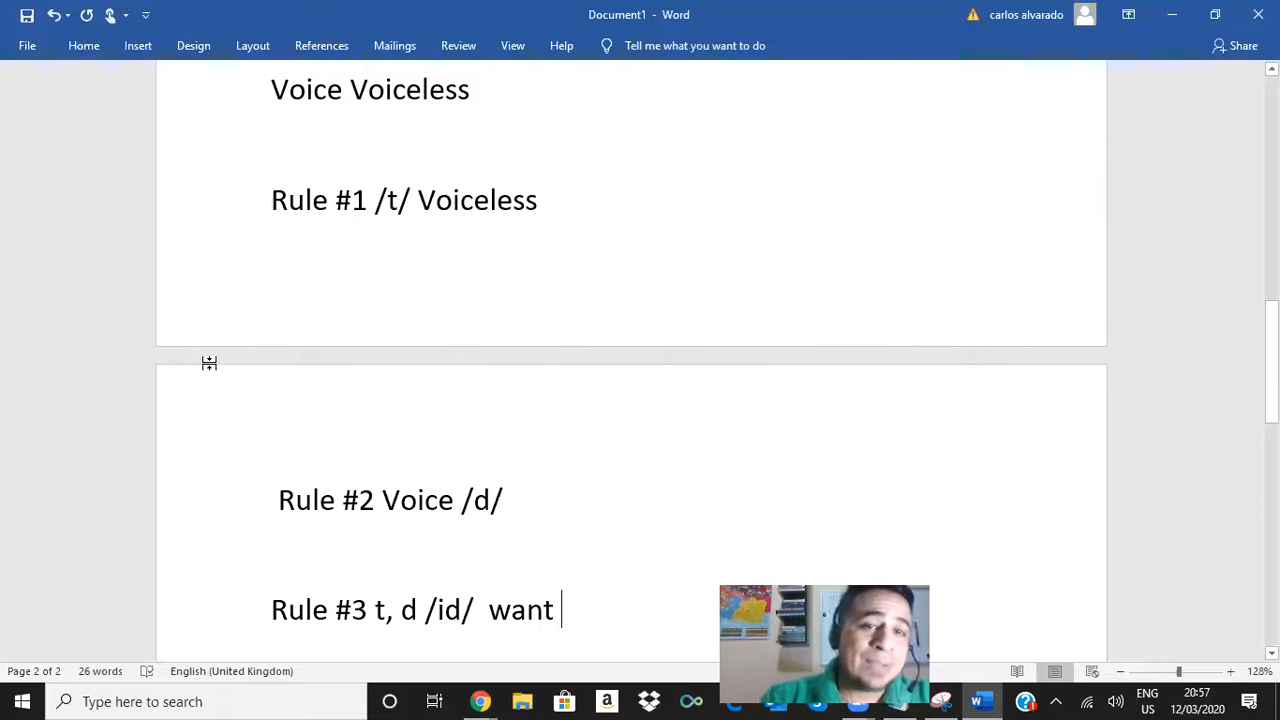 Document1 - Word
carlos alvarado
File Home Insert Design Layout References Mailings Review View Help Tell me what you want to do Share
Voice Voiceless
Rule #1 /t/ Voiceless
Rule #2 Voice /d/
Rule #3 t, d /id/ want
Page 2 of 2 26 words English (United Kingdom) 128%
Type here to search
ENG 20:57
US 12/03/2020